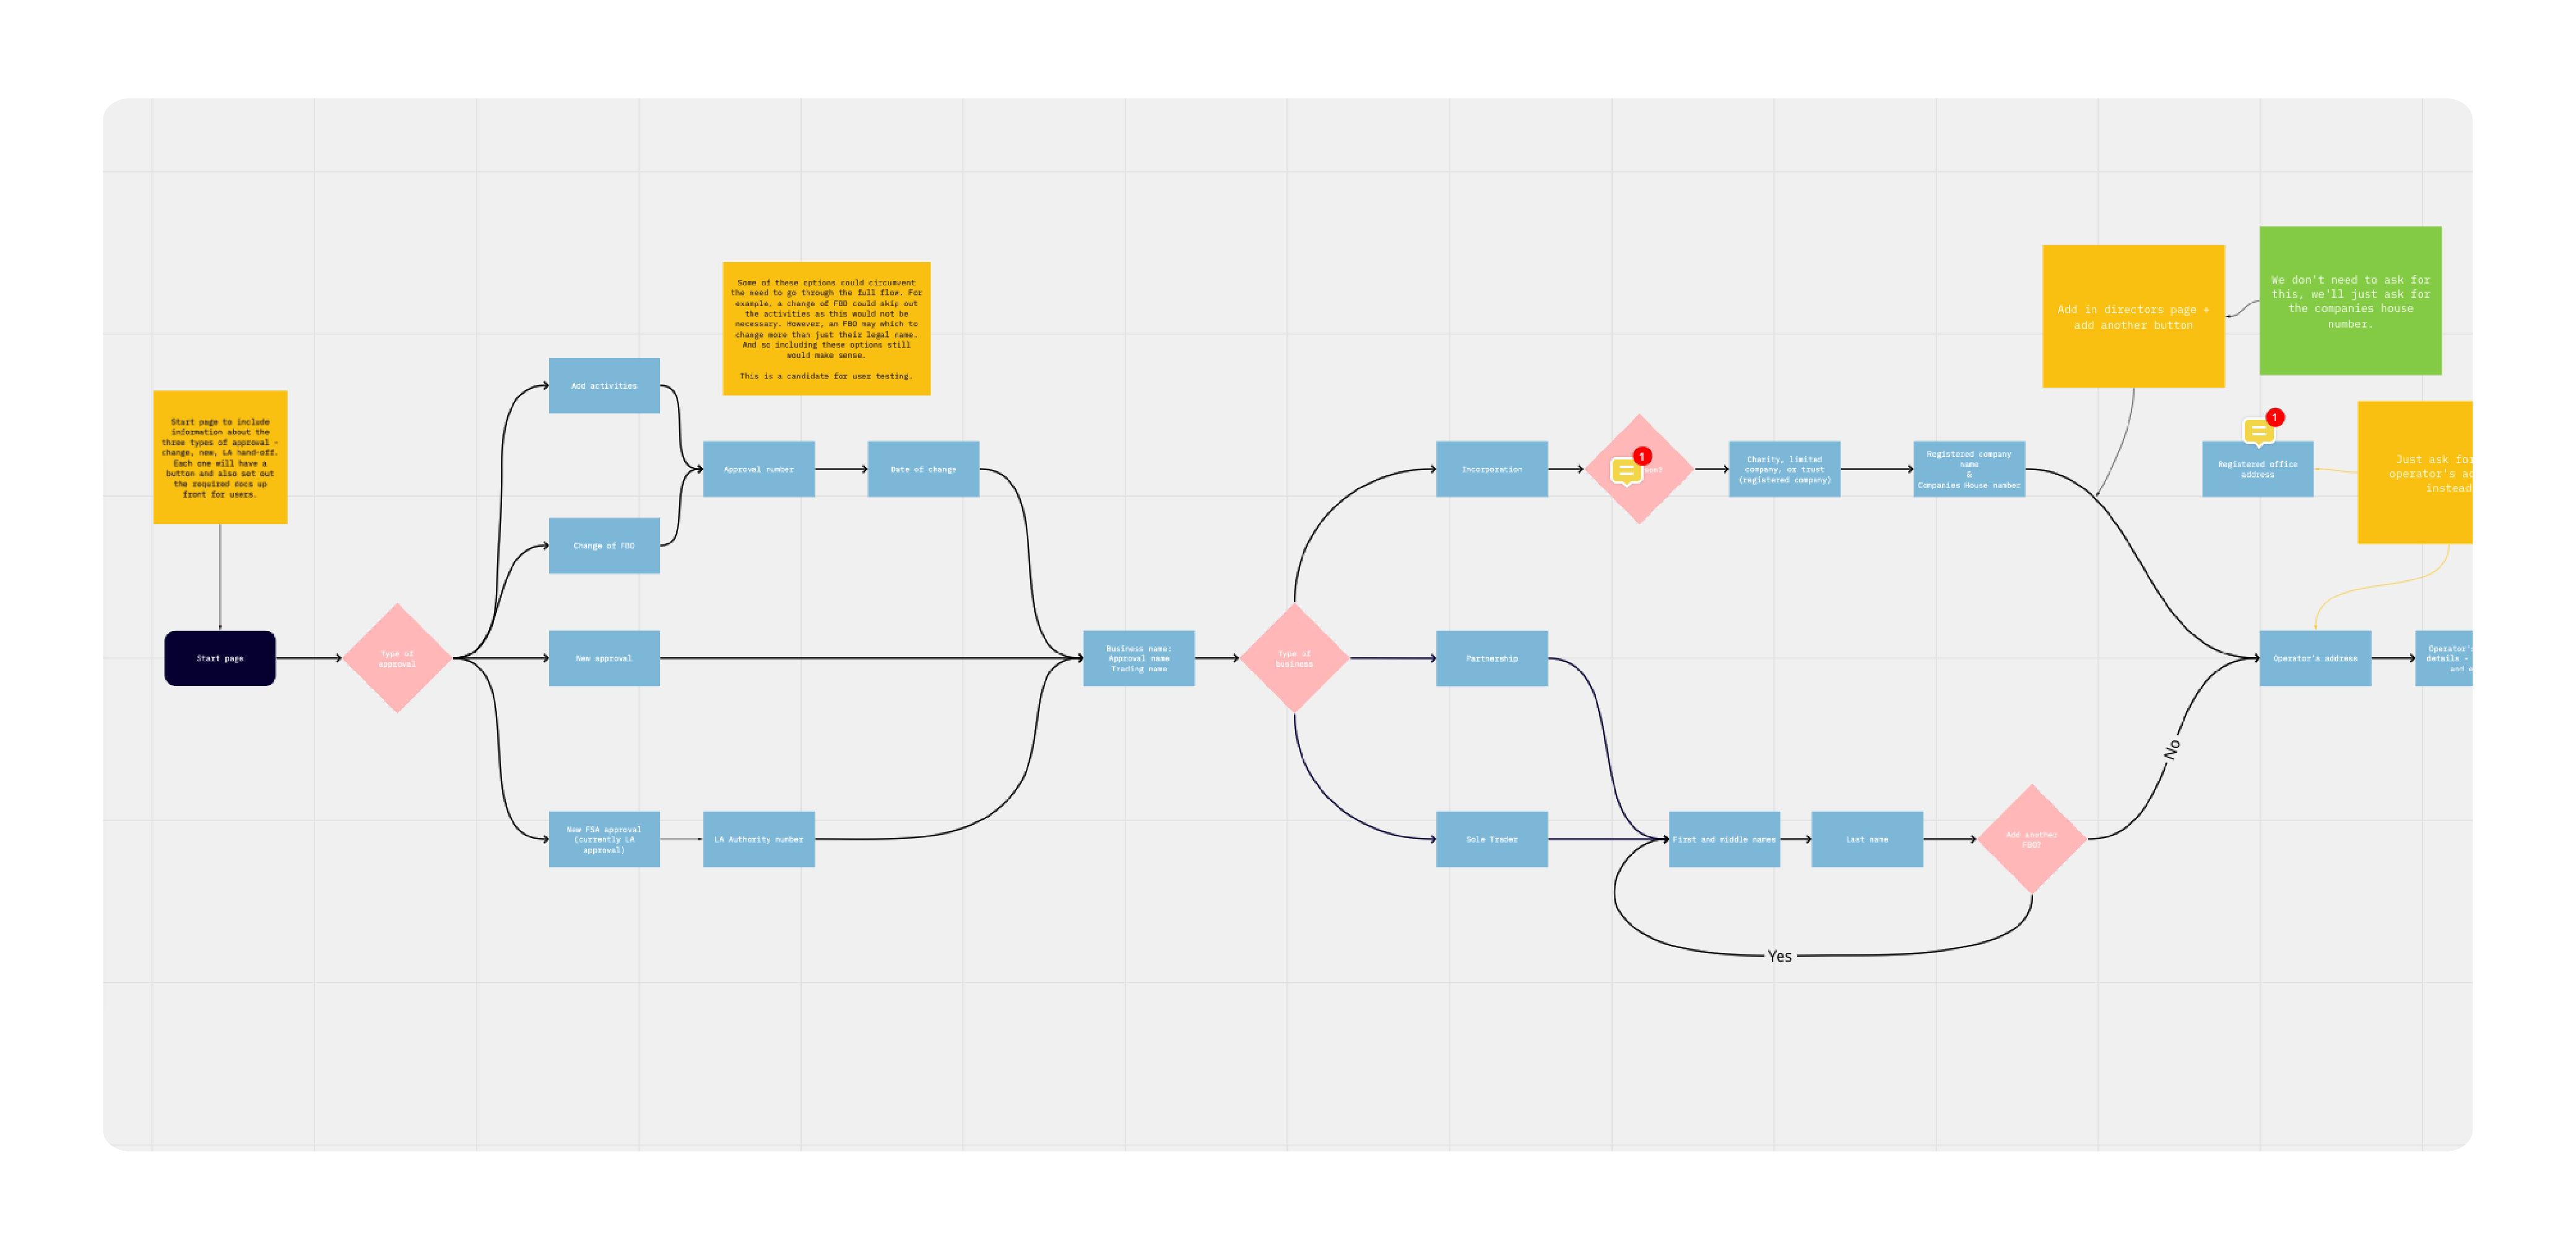 Start page to include
information about the
three types of approval -
change, new, LA hand-off.
Each one will have a
button and also set out
the required docs up
front for users.
Start page
Type of
approval
Add activities
Change of FBO
New approval
New FSA approval
(currently LA
approval)
Some of these options could circumvent
the need to go through the full flow. For
example, a change of FBO could skip out
the activities as this would not be
necessary. However, an FBO may which to
change more than just their legal name.
And so including these options still
would make sense.
This is a candidate for user testing.
Approval number
Date of change
LA Authority number
Business name:
Approval name
Trading name
Type of
business
Incorporation
1
Charity, limited
company, or trust
(registered company)
Registered company
name
&
Companies House number
Partnership
Sole Trader
First and middle names
Last name
Add another
FBO?
Yes
No
Add in directors page +
add another button
We don't need to ask for
this, we'll just ask for
the companies house
number.
1
Registered office
address
Just ask for
operator's
instead
Operator's address
Operator's
details -
and